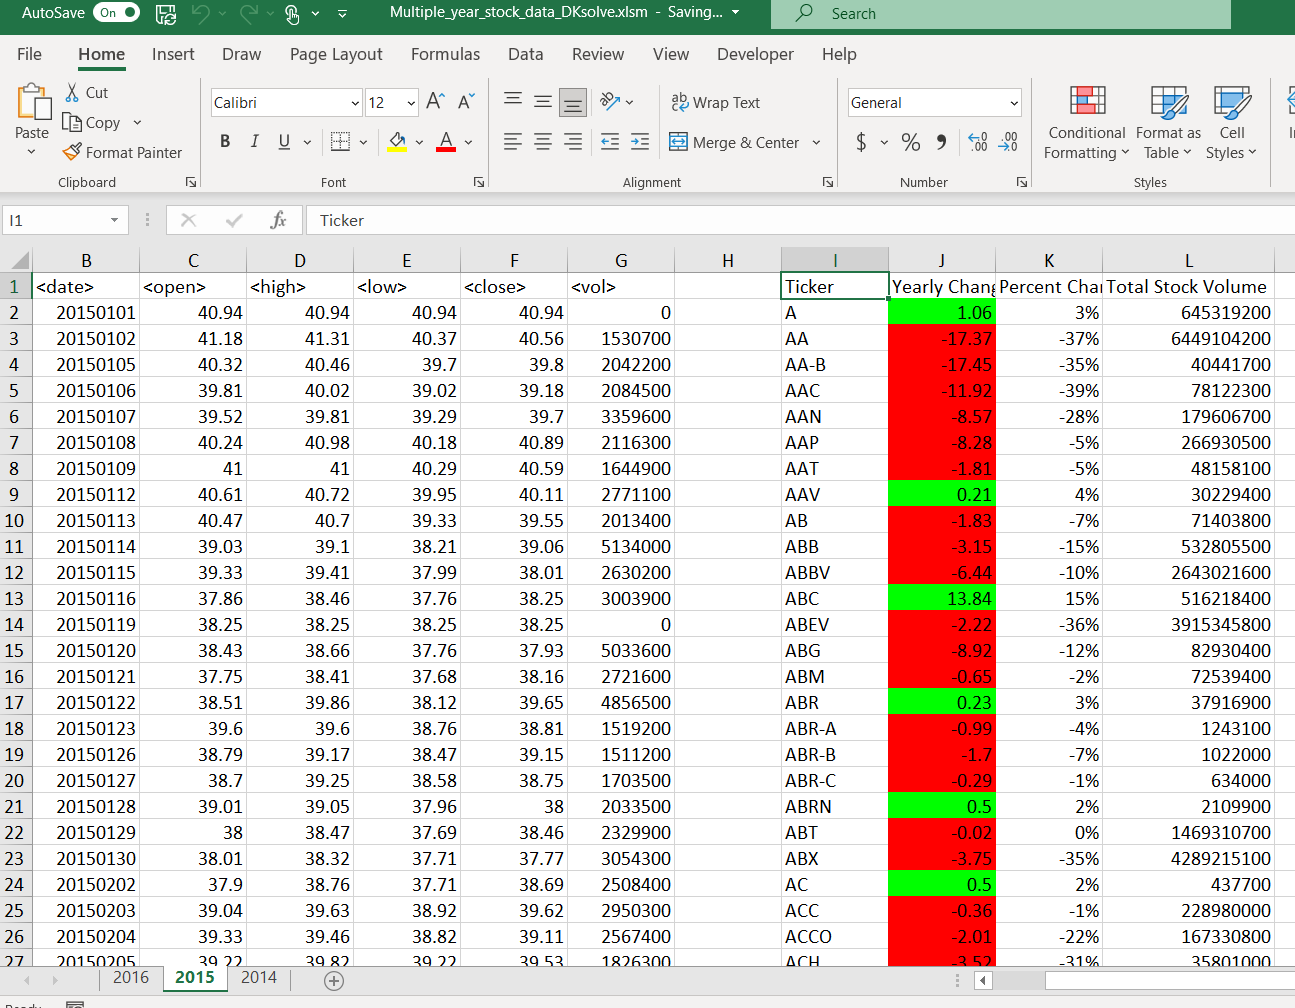 AutoSave On Multiple_year_stock_data_DKsolve.xlsm - Saving... Search
File Home Insert Draw Page Layout Formulas Data Review View Developer Help
Paste Cut Copy Format Painter
Calibri 12 A A
B I U A
ab Wrap Text
Merge & Center
General
$ % 9 .00 .00
Conditional Formatting Format as Table Cell Styles
Clipboard Font Alignment Number Styles
I1 fx Ticker
B C D E F G H I J K L
1 <date> <open> <high> <low> <close> <vol> Ticker Yearly Chang Percent Char Total Stock Volume
2 20150101 40.94 40.94 40.94 40.94 0 A 1.06 3% 645319200
3 20150102 41.18 41.31 40.37 40.56 1530700 AA -17.37 -37% 6449104200
4 20150105 40.32 40.46 39.7 39.8 2042200 AA-B -17.45 -35% 40441700
5 20150106 39.81 40.02 39.02 39.18 2084500 AAC -11.92 -39% 78122300
6 20150107 39.52 39.81 39.29 39.7 3359600 AAN -8.57 -28% 179606700
7 20150108 40.24 40.98 40.18 40.89 2116300 AAP -8.28 -5% 266930500
8 20150109 41 41 40.29 40.59 1644900 AAT -1.81 -5% 48158100
9 20150112 40.61 40.72 39.95 40.11 2771100 AAV 0.21 4% 30229400
10 20150113 40.47 40.7 39.33 39.55 2013400 AB -1.83 -7% 71403800
11 20150114 39.03 39.1 38.21 39.06 5134000 ABB -3.15 -15% 532805500
12 20150115 39.33 39.41 37.99 38.01 2630200 ABBV -6.44 -10% 2643021600
13 20150116 37.86 38.46 37.76 38.25 3003900 ABC 13.84 15% 516218400
14 20150119 38.25 38.25 38.25 38.25 0 ABEV -2.22 -36% 3915345800
15 20150120 38.43 38.66 37.76 37.93 5033600 ABG -8.92 -12% 82930400
16 20150121 37.75 38.41 37.68 38.16 2721600 ABM -0.65 -2% 72539400
17 20150122 38.51 39.86 38.12 39.65 4856500 ABR 0.23 3% 37916900
18 20150123 39.6 39.6 38.76 38.81 1519200 ABR-A -0.99 -4% 1243100
19 20150126 38.79 39.17 38.47 39.15 1511200 ABR-B -1.7 -7% 1022000
20 20150127 38.7 39.25 38.58 38.75 1703500 ABR-C -0.29 -1% 634000
21 20150128 39.01 39.05 37.96 38 2033500 ABRN 0.5 2% 2109900
22 20150129 38 38.47 37.69 38.46 2329900 ABT -0.02 0% 1469310700
23 20150130 38.01 38.32 37.71 37.77 3054300 ABX -3.75 -35% 4289215100
24 20150202 37.9 38.76 37.71 38.69 2508400 AC 0.5 2% 437700
25 20150203 39.04 39.63 38.92 39.62 2950300 ACC -0.36 -1% 228980000
26 20150204 39.33 39.46 38.82 39.11 2567400 ACCO -2.01 -22% 167330800
27 20150205 39.22 39.82 39.22 39.53 1826300 ACH -3.52 -31% 35801000
2016 2015 2014